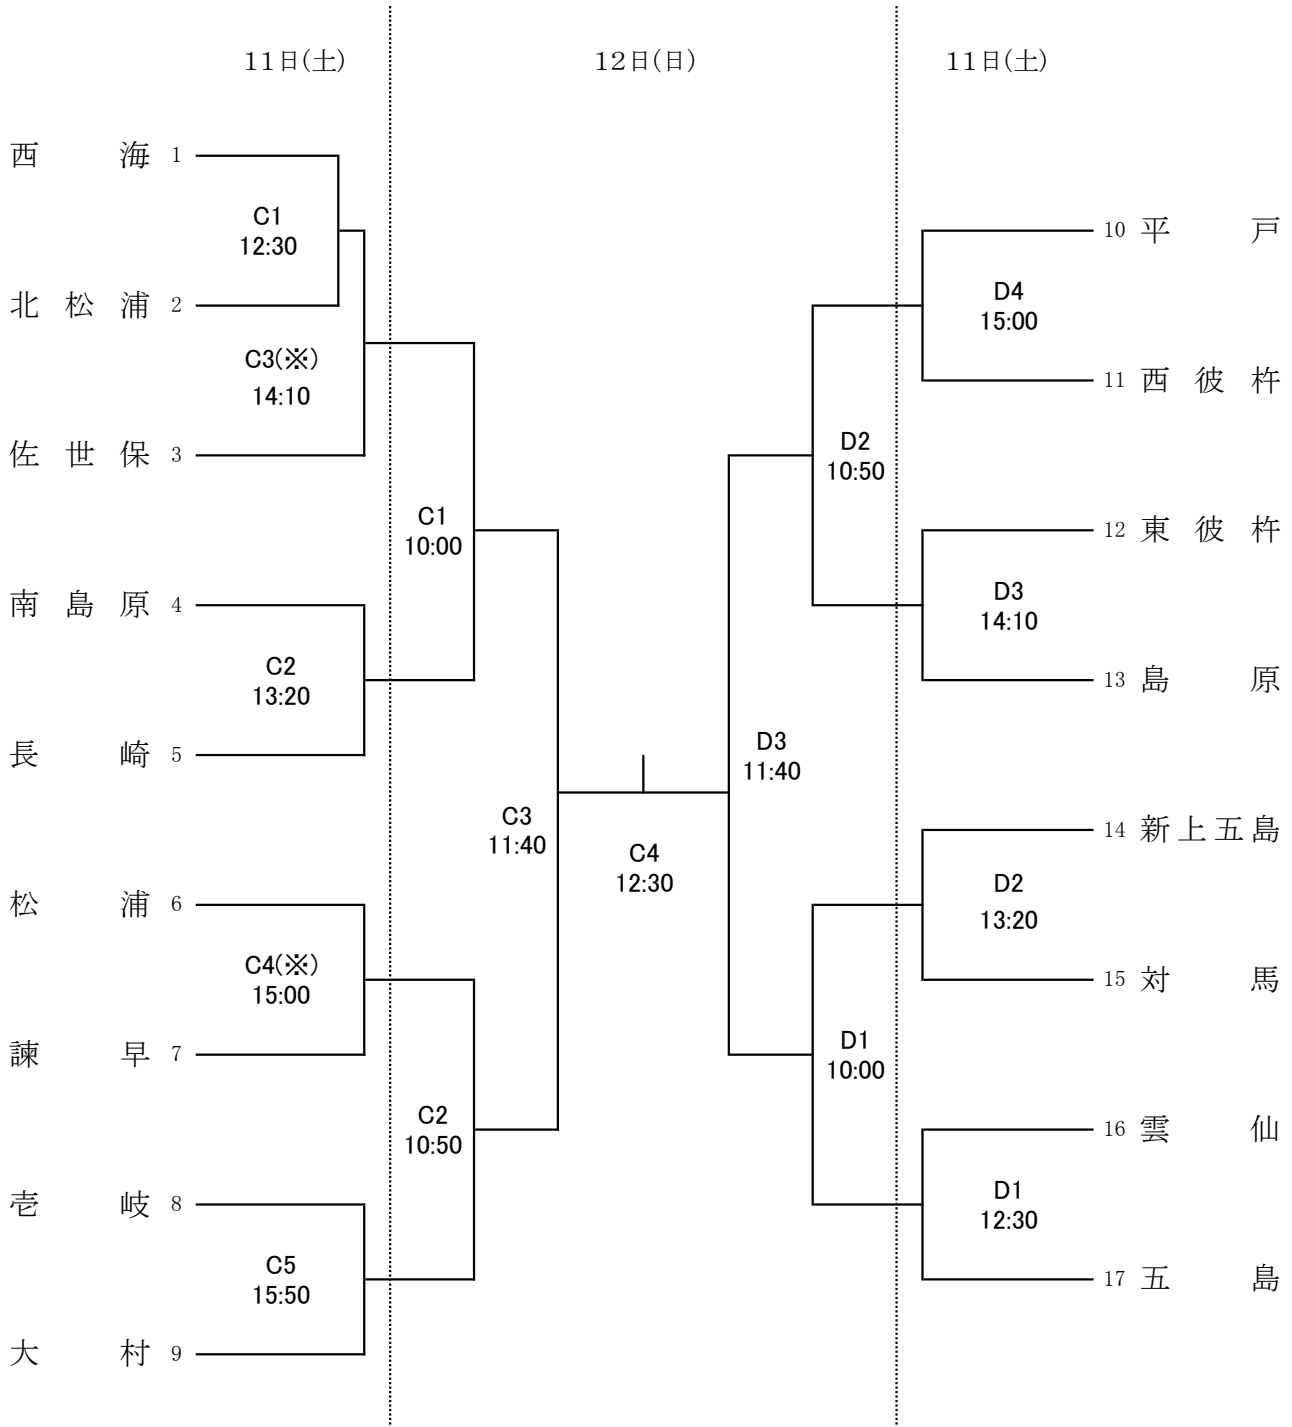 11日(土)
12日(日)
11日(土)
西海 1
C1
12:30
北松浦 2
C3(※)
14:10
佐世保 3
C1
10:00
南島原 4
C2
13:20
長崎 5
C3
11:40
松浦 6
C4(※)
15:00
諫早 7
C2
10:50
壱岐 8
C5
15:50
大村 9
C4
12:30
10 平戸
D4
15:00
11 西彼杵
D2
10:50
12 東彼杵
D3
14:10
13 島原
D3
11:40
14 新上五島
D2
13:20
15 対馬
D1
10:00
16 雲仙
D1
12:30
17 五島